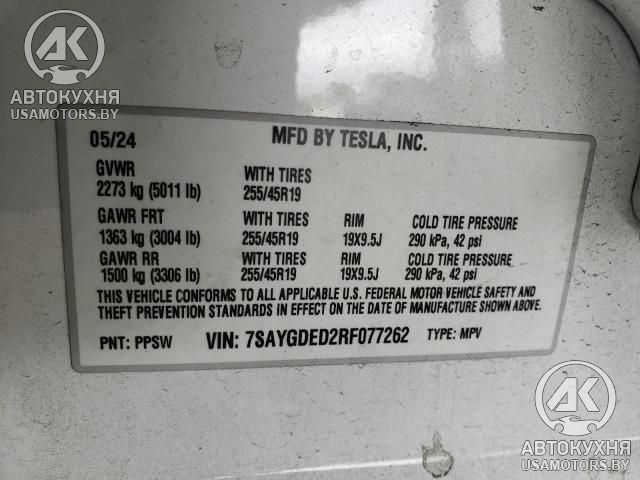 АК
АВТОКУХНЯ
USAMOTORS.BY
05/24 MFD BY TESLA, INC.
GVWR WITH TIRES
2273 kg (5011 lb) 255/45R19
GAWR FRT WITH TIRES RIM COLD TIRE PRESSURE
1363 kg (3004 lb) 255/45R19 19X9.5J 290 kPa, 42 psi
GAWR RR WITH TIRES RIM COLD TIRE PRESSURE
1500 kg (3306 lb) 255/45R19 19X9.5J 290 kPa, 42 psi
THIS VEHICLE CONFORMS TO ALL APPLICABLE U.S. FEDERAL MOTOR VEHICLE SAFETY AND
THEFT PREVENTION STANDARDS IN EFFECT ON THE DATE OF MANUFACTURE SHOWN ABOVE.
PNT: PPSW VIN: 7SAYGDED2RF077262 TYPE: MPV
АК
АВТОКУХНЯ
USAMOTORS.BY